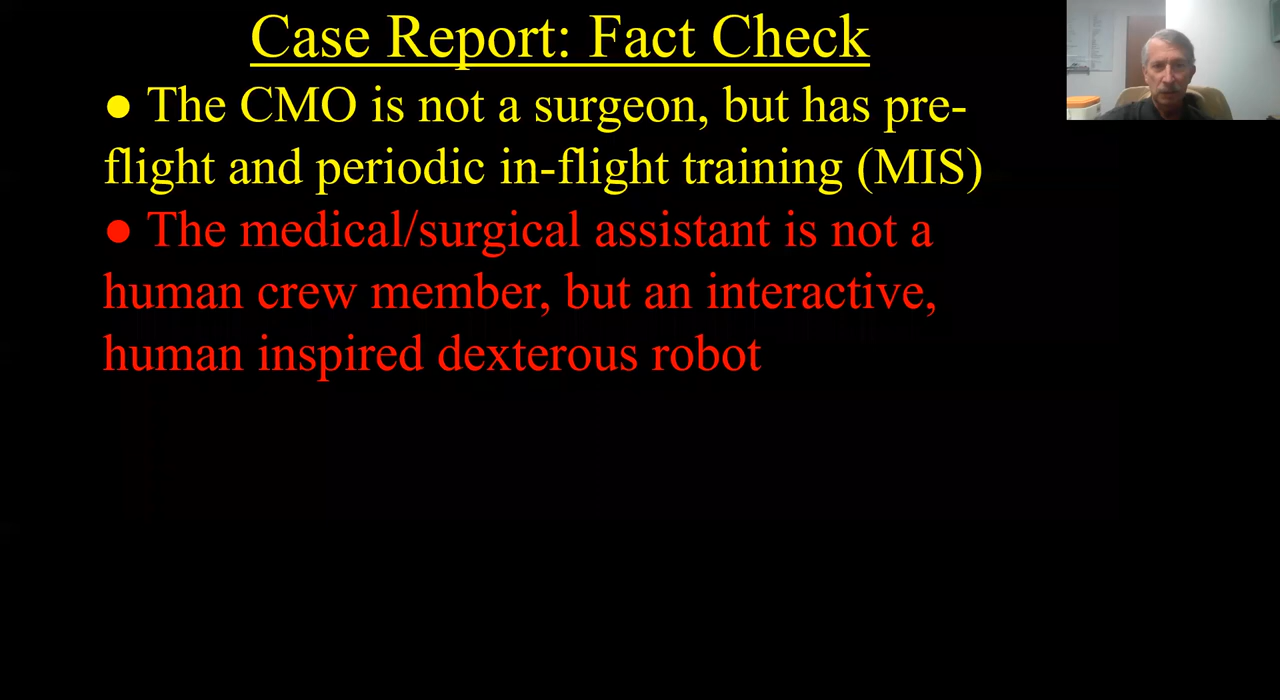 Case Report: Fact Check
● The CMO is not a surgeon, but has pre-
flight and periodic in-flight training (MIS)
● The medical/surgical assistant is not a
human crew member, but an interactive,
human inspired dexterous robot